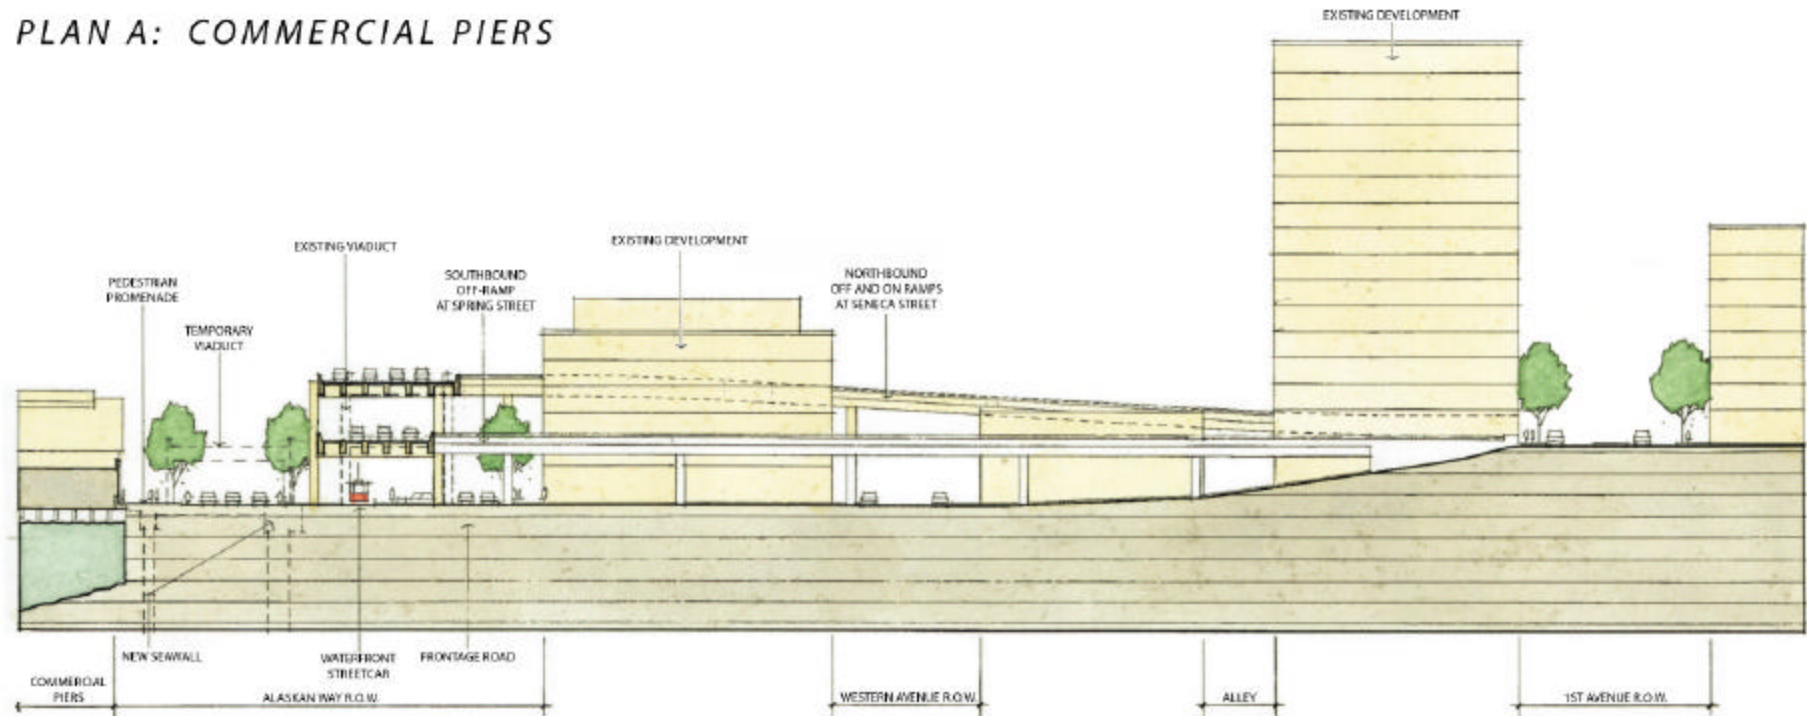 PLAN A: COMMERCIAL PIERS
EXISTING DEVELOPMENT
EXISTING VIADUCT
EXISTING DEVELOPMENT
PEDESTRIAN
PROMENADE
SOUTHBOUND
OFF-RAMP
AT SPRING STREET
NORTHBOUND
OFF AND ON RAMPS
AT SENECA STREET
TEMPORARY
VIADUCT
NEW SEAWALL
WATERFRONT
STREETCAR
FRONTAGE ROAD
COMMERCIAL
PIERS
ALASKAN WAY R.O.W.
WESTERN AVENUE R.O.W.
ALLEY
1ST AVENUE R.O.W.